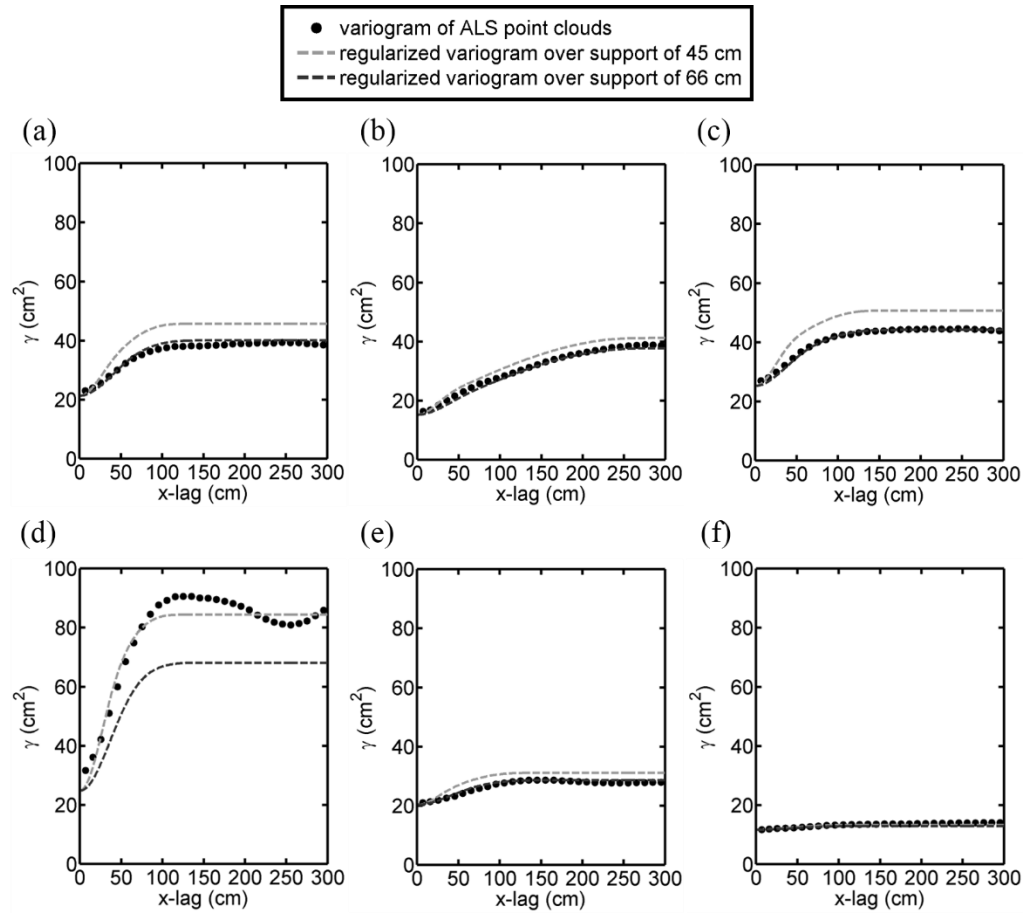 variogram of ALS point clouds
regularized variogram over support of 45 cm
regularized variogram over support of 66 cm
(a)
100
80
60
40
20
0
γ (cm²)
0 50 100 150 200 250 300
x-lag (cm)
(b)
100
80
60
40
20
0
γ (cm²)
0 50 100 150 200 250 300
x-lag (cm)
(c)
100
80
60
40
20
0
γ (cm²)
0 50 100 150 200 250 300
x-lag (cm)
(d)
100
80
60
40
20
0
γ (cm²)
0 50 100 150 200 250 300
x-lag (cm)
(e)
100
80
60
40
20
0
γ (cm²)
0 50 100 150 200 250 300
x-lag (cm)
(f)
100
80
60
40
20
0
γ (cm²)
0 50 100 150 200 250 300
x-lag (cm)